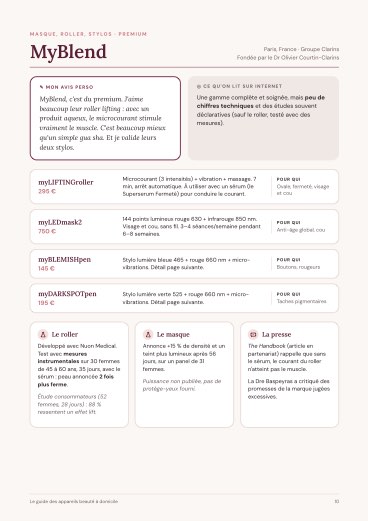 MASQUE, ROLLER, STYLOS · PREMIUM
MyBlend
Paris, France · Groupe Clarins
Fondée par le Dr Olivier Courtin-Clarins
MON AVIS PERSO
MyBlend, c'est du premium. J'aime
beaucoup leur roller lifting : avec un
produit aqueux, le microcourant stimule
vraiment le muscle. C'est beaucoup mieux
qu'un simple gua sha. Et je valide leurs
deux stylos.
CE QU'ON LIT SUR INTERNET
Une gamme complète et soignée, mais peu de
chiffres techniques et des études souvent
déclaratives (sauf le roller, testé avec des
mesures).
myLIFTINGroller
295 €
Microcourant (3 intensités) + vibration + massage. 7
min, arrêt automatique. À utiliser avec un sérum (le
Superserum Fermeté) pour conduire le courant.
POUR QUI
Ovale, fermeté, visage
et cou
myLEDmask2
750 €
144 points lumineux rouge 630 + infrarouge 850 nm.
Visage et cou, sans fil. 3–4 séances/semaine pendant
6–8 semaines.
POUR QUI
Anti-âge global, cou
myBLEMISHpen
145 €
Stylo lumière bleue 465 + rouge 660 nm + micro-
vibrations. Détail page suivante.
POUR QUI
Boutons, rougeurs
myDARKSPOTpen
195 €
Stylo lumière verte 525 + rouge 660 nm + micro-
vibrations. Détail page suivante.
POUR QUI
Taches pigmentaires
Le roller
Développé avec Nuon Medical.
Test avec mesures
instrumentales sur 30 femmes
de 45 à 60 ans, 35 jours, avec le
sérum : peau annoncée 2 fois
plus ferme.
Étude consommateurs (52
femmes, 28 jours) : 88 %
ressentent un effet lift.
Le masque
Annonce +15 % de densité et un
teint plus lumineux après 56
jours, sur un panel de 31
femmes.
Puissance non publiée, pas de
protège-yeux fourni.
La presse
The Handbook (article en
partenariat) rappelle que sans
le sérum, le courant du roller
n'atteint pas le muscle.
La Dre Baspeyras a critiqué des
promesses de la marque jugées
excessives.
Le guide des appareils beauté à domicile